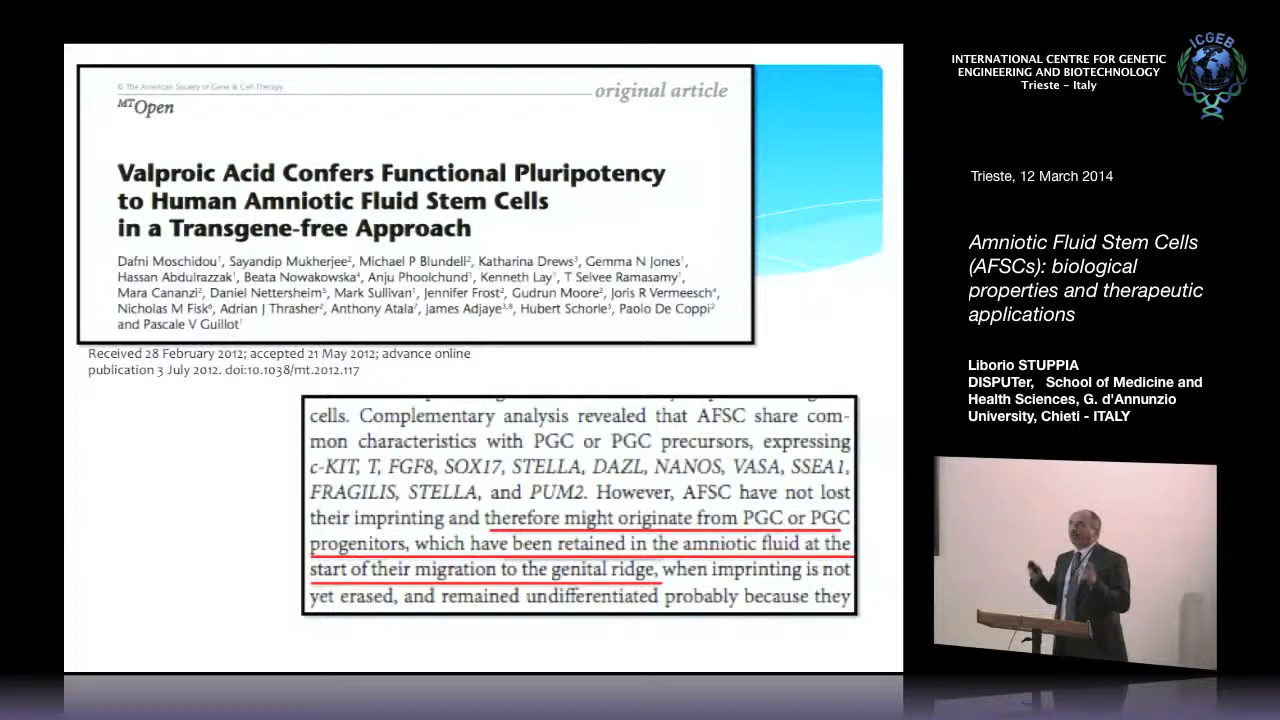 © The American Society of Gene & Cell Therapy
original article
MTOpen
Valproic Acid Confers Functional Pluripotency
to Human Amniotic Fluid Stem Cells
in a Transgene-free Approach
Dafni Moschidou1, Sayandip Mukherjee2, Michael P Blundell2, Katharina Drews3, Gemma N Jones1,
Hassan Abdulrazzak1, Beata Nowakowska4, Anju Phoolchund1, Kenneth Lay1, T Selvee Ramasamy1,
Mara Cananzi2, Daniel Nettersheim5, Mark Sullivan1, Jennifer Frost2, Gudrun Moore2, Joris R Vermeesch4,
Nicholas M Fisk6, Adrian J Thrasher2, Anthony Atala7, James Adjaye3,8, Hubert Schorle5, Paolo De Coppi2
and Pascale V Guillot1
Received 28 February 2012; accepted 21 May 2012; advance online
publication 3 July 2012. doi:10.1038/mt.2012.117
cells. Complementary analysis revealed that AFSC share com-
mon characteristics with PGC or PGC precursors, expressing
c-KIT, T, FGF8, SOX17, STELLA, DAZL, NANOS, VASA, SSEA1,
FRAGILIS, STELLA, and PUM2. However, AFSC have not lost
their imprinting and therefore might originate from PGC or PGC
progenitors, which have been retained in the amniotic fluid at the
start of their migration to the genital ridge, when imprinting is not
yet erased, and remained undifferentiated probably because they
INTERNATIONAL CENTRE FOR GENETIC
ENGINEERING AND BIOTECHNOLOGY
Trieste – Italy
ICGEB
Trieste, 12 March 2014
Amniotic Fluid Stem Cells
(AFSCs): biological
properties and therapeutic
applications
Liborio STUPPIA
DISPUTer, School of Medicine and
Health Sciences, G. d'Annunzio
University, Chieti - ITALY